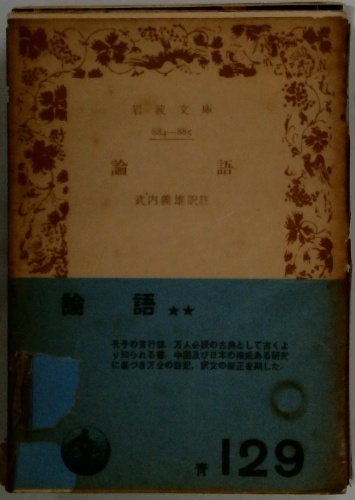 岩波文庫
884—885
論語
武内義雄訳註
論語 ★★
孔子の言行録。万人必読の古典として古くよ
り知られる書。中国及び日本の権威ある研究
に基づき万全の註記、訳文の厳正を期した。
青 129